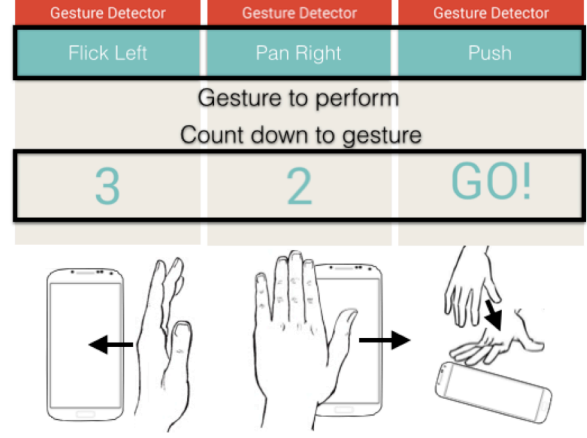 Gesture Detector Gesture Detector Gesture Detector
Flick Left Pan Right Push
Gesture to perform
Count down to gesture
3 2 GO!